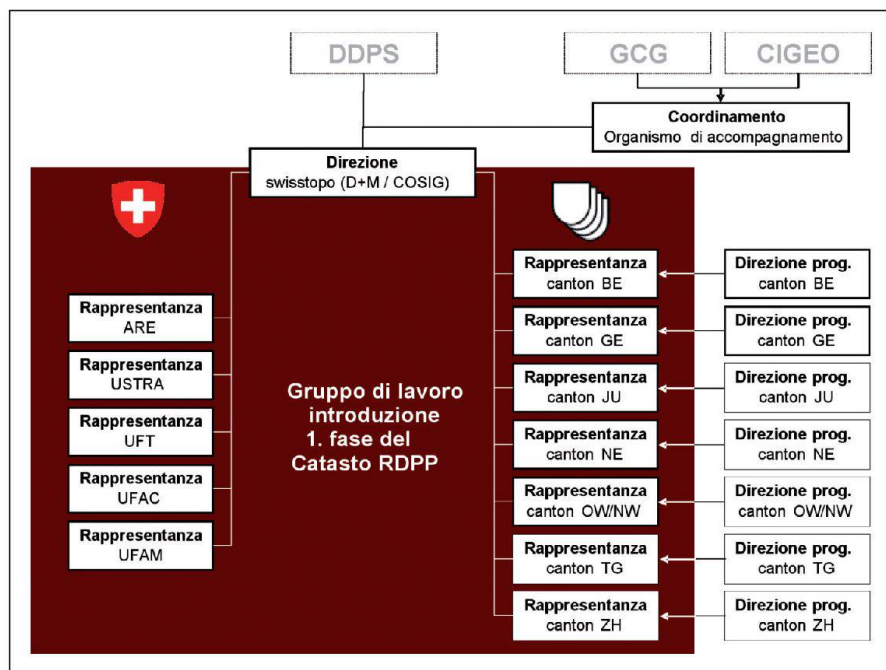 DDPS
GCG
CIGEO
Coordinamento
Organismo di accompagnamento
Direzione
swisstopo (D+M / COSIG)
Rappresentanza
ARE
Rappresentanza
USTRA
Rappresentanza
UFT
Rappresentanza
UFAC
Rappresentanza
UFAM
Gruppo di lavoro
introduzione
1. fase del
Catasto RDPP
Rappresentanza
canton BE
Rappresentanza
canton GE
Rappresentanza
canton JU
Rappresentanza
canton NE
Rappresentanza
canton OW/NW
Rappresentanza
canton TG
Rappresentanza
canton ZH
Direzione prog.
canton BE
Direzione prog.
canton GE
Direzione prog.
canton JU
Direzione prog.
canton NE
Direzione prog.
canton OW/NW
Direzione prog.
canton TG
Direzione prog.
canton ZH